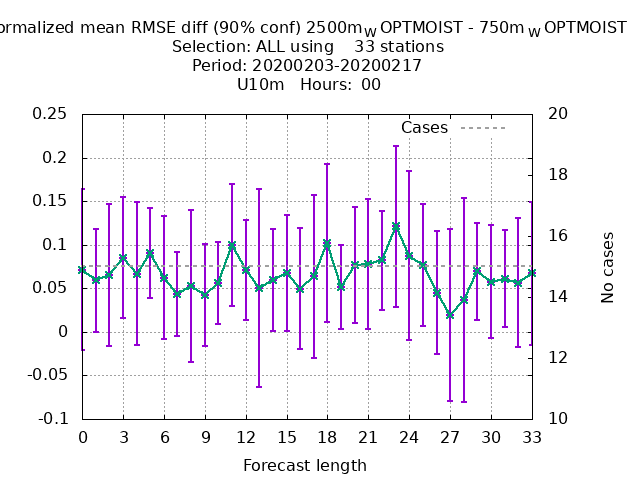 ormalized mean RMSE diff (90% conf) 2500mW OPTMOIST - 750mW OPTMOIST
Selection: ALL using 33 stations
Period: 20200203-20200217
U10m Hours: 00
Cases
0.25
0.2
0.15
0.1
0.05
0
-0.05
-0.1
20
18
16
14
12
10
No cases
0 3 6 9 12 15 18 21 24 27 30 33
Forecast length